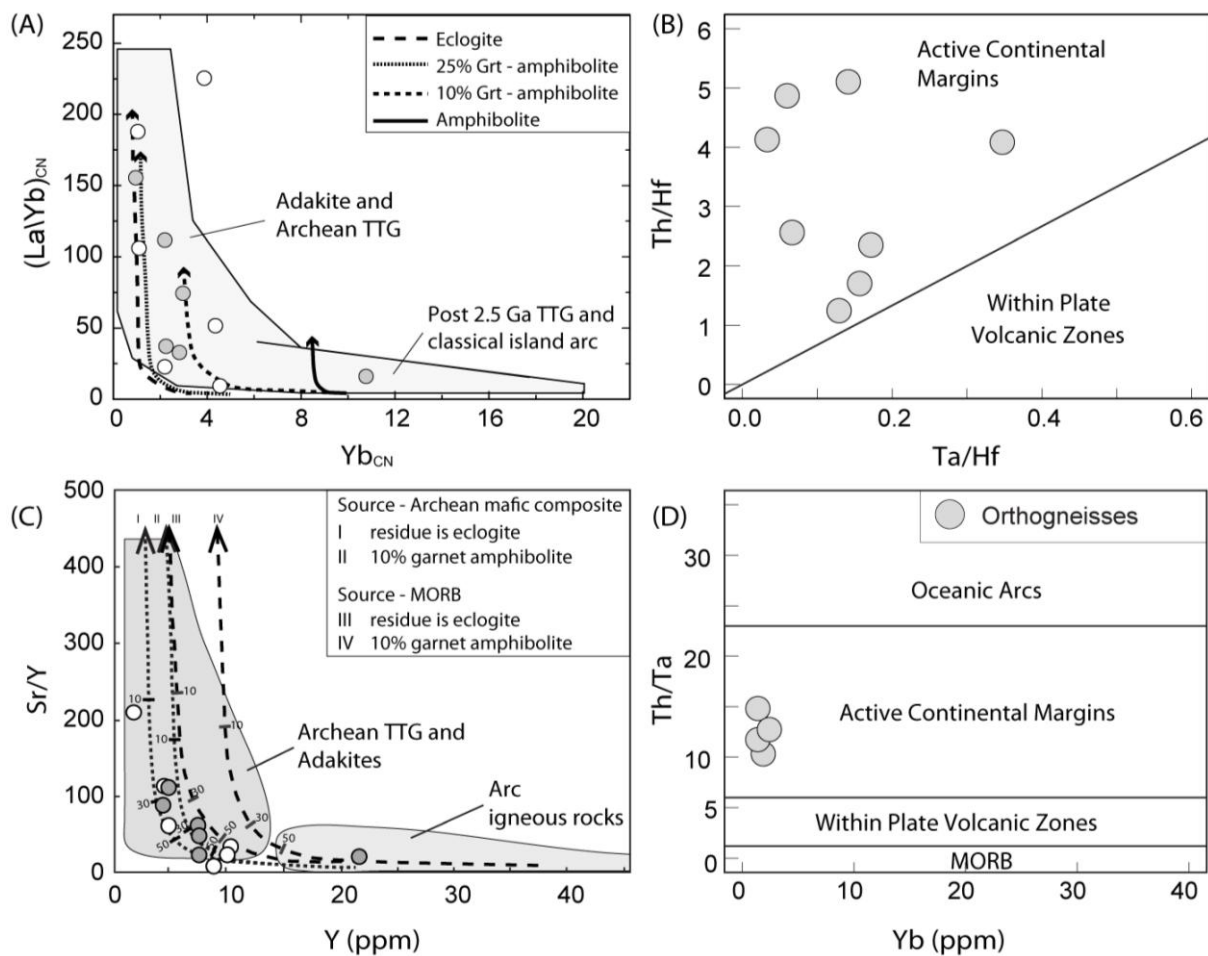 (A)
Eclogite
25% Grt - amphibolite
10% Grt - amphibolite
Amphibolite
Adakite and
Archean TTG
Post 2.5 Ga TTG and
classical island arc
250
200
150
100
50
0
(La\Yb)CN
0 4 8 12 16 20
YbCN
(B)
Active Continental
Margins
Within Plate
Volcanic Zones
6
5
4
3
2
1
0
Th/Hf
0.0 0.2 0.4 0.6
Ta/Hf
(C)
I II III IV
Source - Archean mafic composite
I residue is eclogite
II 10% garnet amphibolite
Source - MORB
III residue is eclogite
IV 10% garnet amphibolite
10
10
10
10
30
30
30
30
50
50
50
50
Archean TTG and
Adakites
Arc
igneous rocks
500
400
300
200
100
0
Sr/Y
0 5 10 15 20 30 40
Y (ppm)
(D)
Orthogneisses
Oceanic Arcs
Active Continental Margins
Within Plate Volcanic Zones
MORB
30
20
10
5
0
Th/Ta
0 10 20 30 40
Yb (ppm)